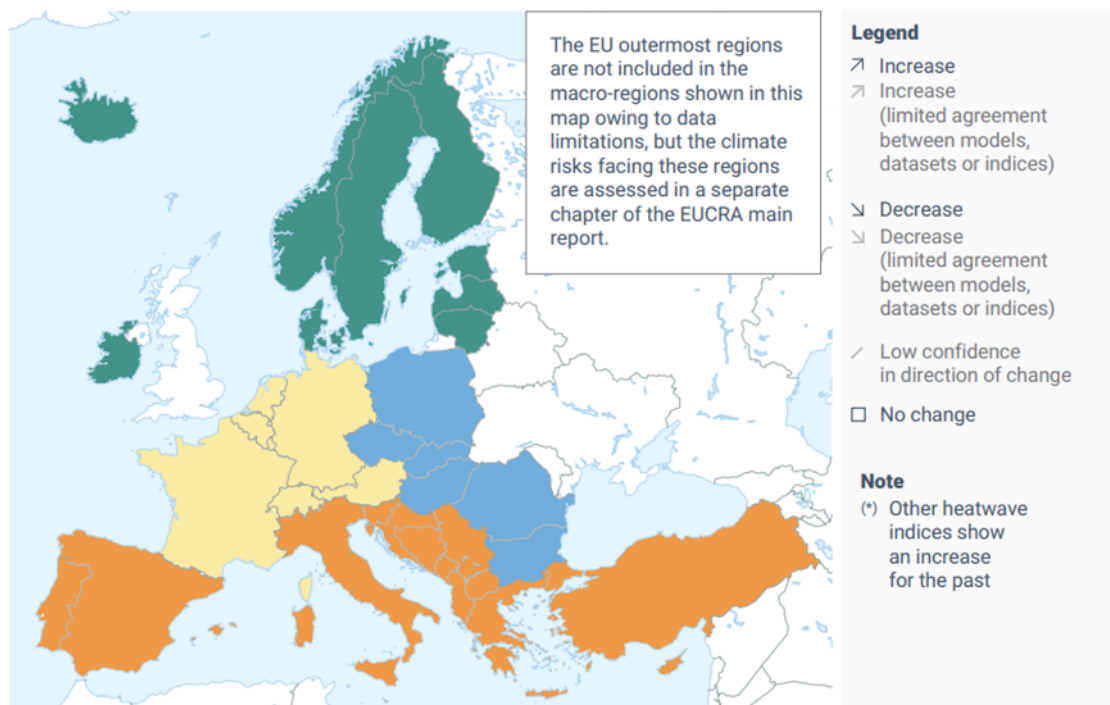 The EU outermost regions
are not included in the
macro-regions shown in this
map owing to data
limitations, but the climate
risks facing these regions
are assessed in a separate
chapter of the EUCRA main
report.
Legend
Increase
Increase
(limited agreement
between models,
datasets or indices)
Decrease
Decrease
(limited agreement
between models,
datasets or indices)
Low confidence
in direction of change
No change
Note
(*) Other heatwave
indices show
an increase
for the past